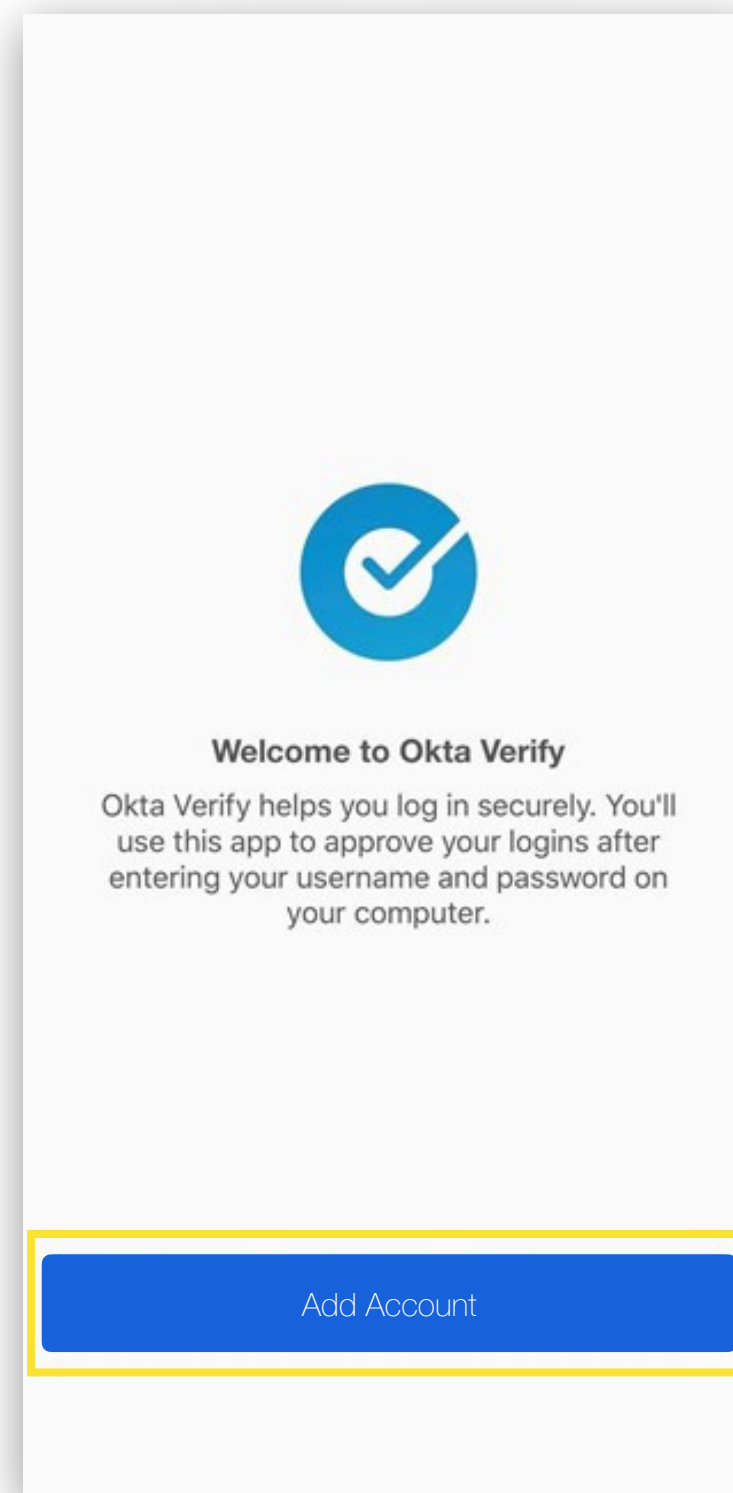 Welcome to Okta Verify
Okta Verify helps you log in securely. You'll
use this app to approve your logins after
entering your username and password on
your computer.
Add Account